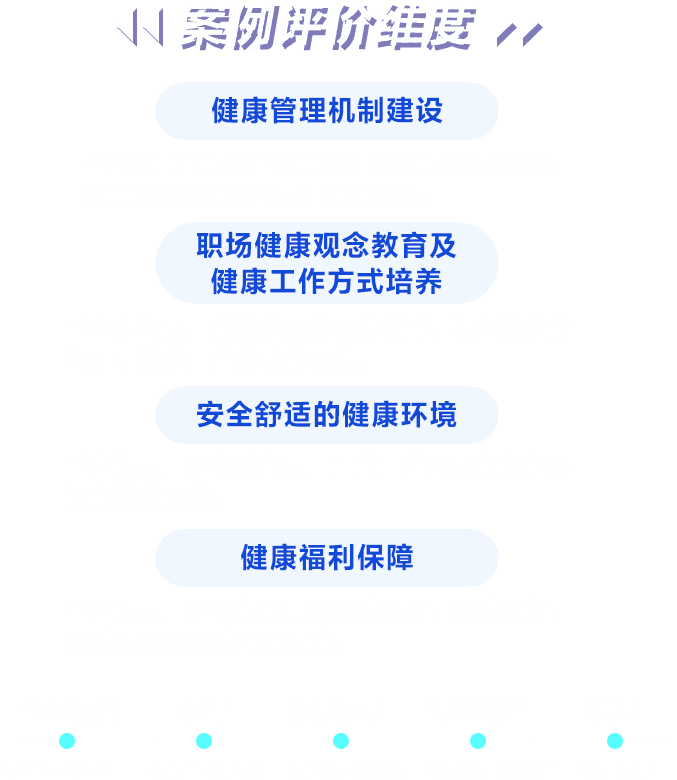 案例评价维度
健康管理机制建设
职场健康观念教育及
健康工作方式培养
安全舒适的健康环境
健康福利保障